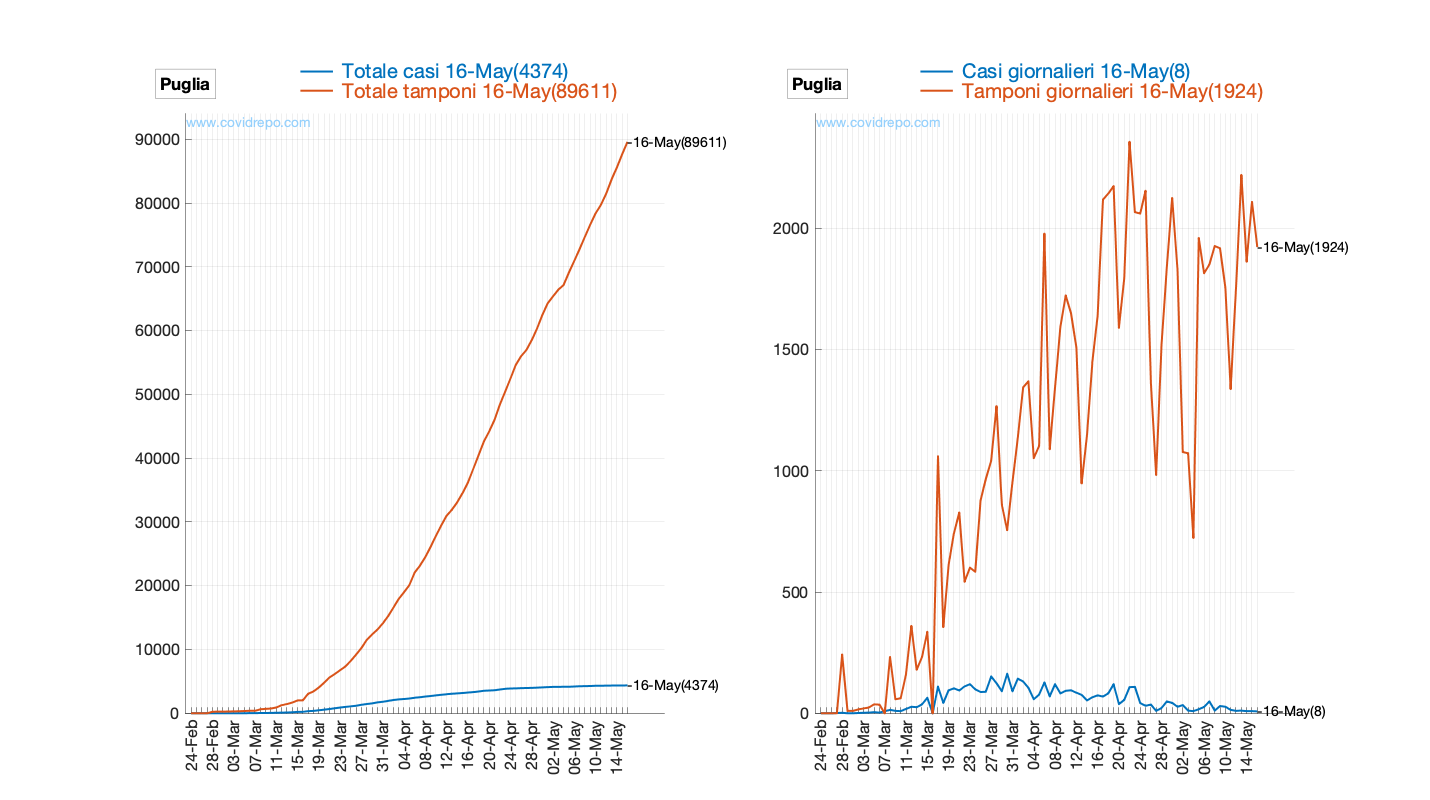 Puglia
Totale casi 16-May(4374)
Totale tamponi 16-May(89611)
www.covidrepo.com
90000
80000
70000
60000
50000
40000
30000
20000
10000
0
16-May(89611)
16-May(4374)
24-Feb
28-Feb
03-Mar
07-Mar
11-Mar
15-Mar
19-Mar
23-Mar
27-Mar
31-Mar
04-Apr
08-Apr
12-Apr
16-Apr
20-Apr
24-Apr
28-Apr
02-May
06-May
10-May
14-May
Puglia
Casi giornalieri 16-May(8)
Tamponi giornalieri 16-May(1924)
www.covidrepo.com
2000
1500
1000
500
0
16-May(1924)
16-May(8)
24-Feb
28-Feb
03-Mar
07-Mar
11-Mar
15-Mar
19-Mar
23-Mar
27-Mar
31-Mar
04-Apr
08-Apr
12-Apr
16-Apr
20-Apr
24-Apr
28-Apr
02-May
06-May
10-May
14-May